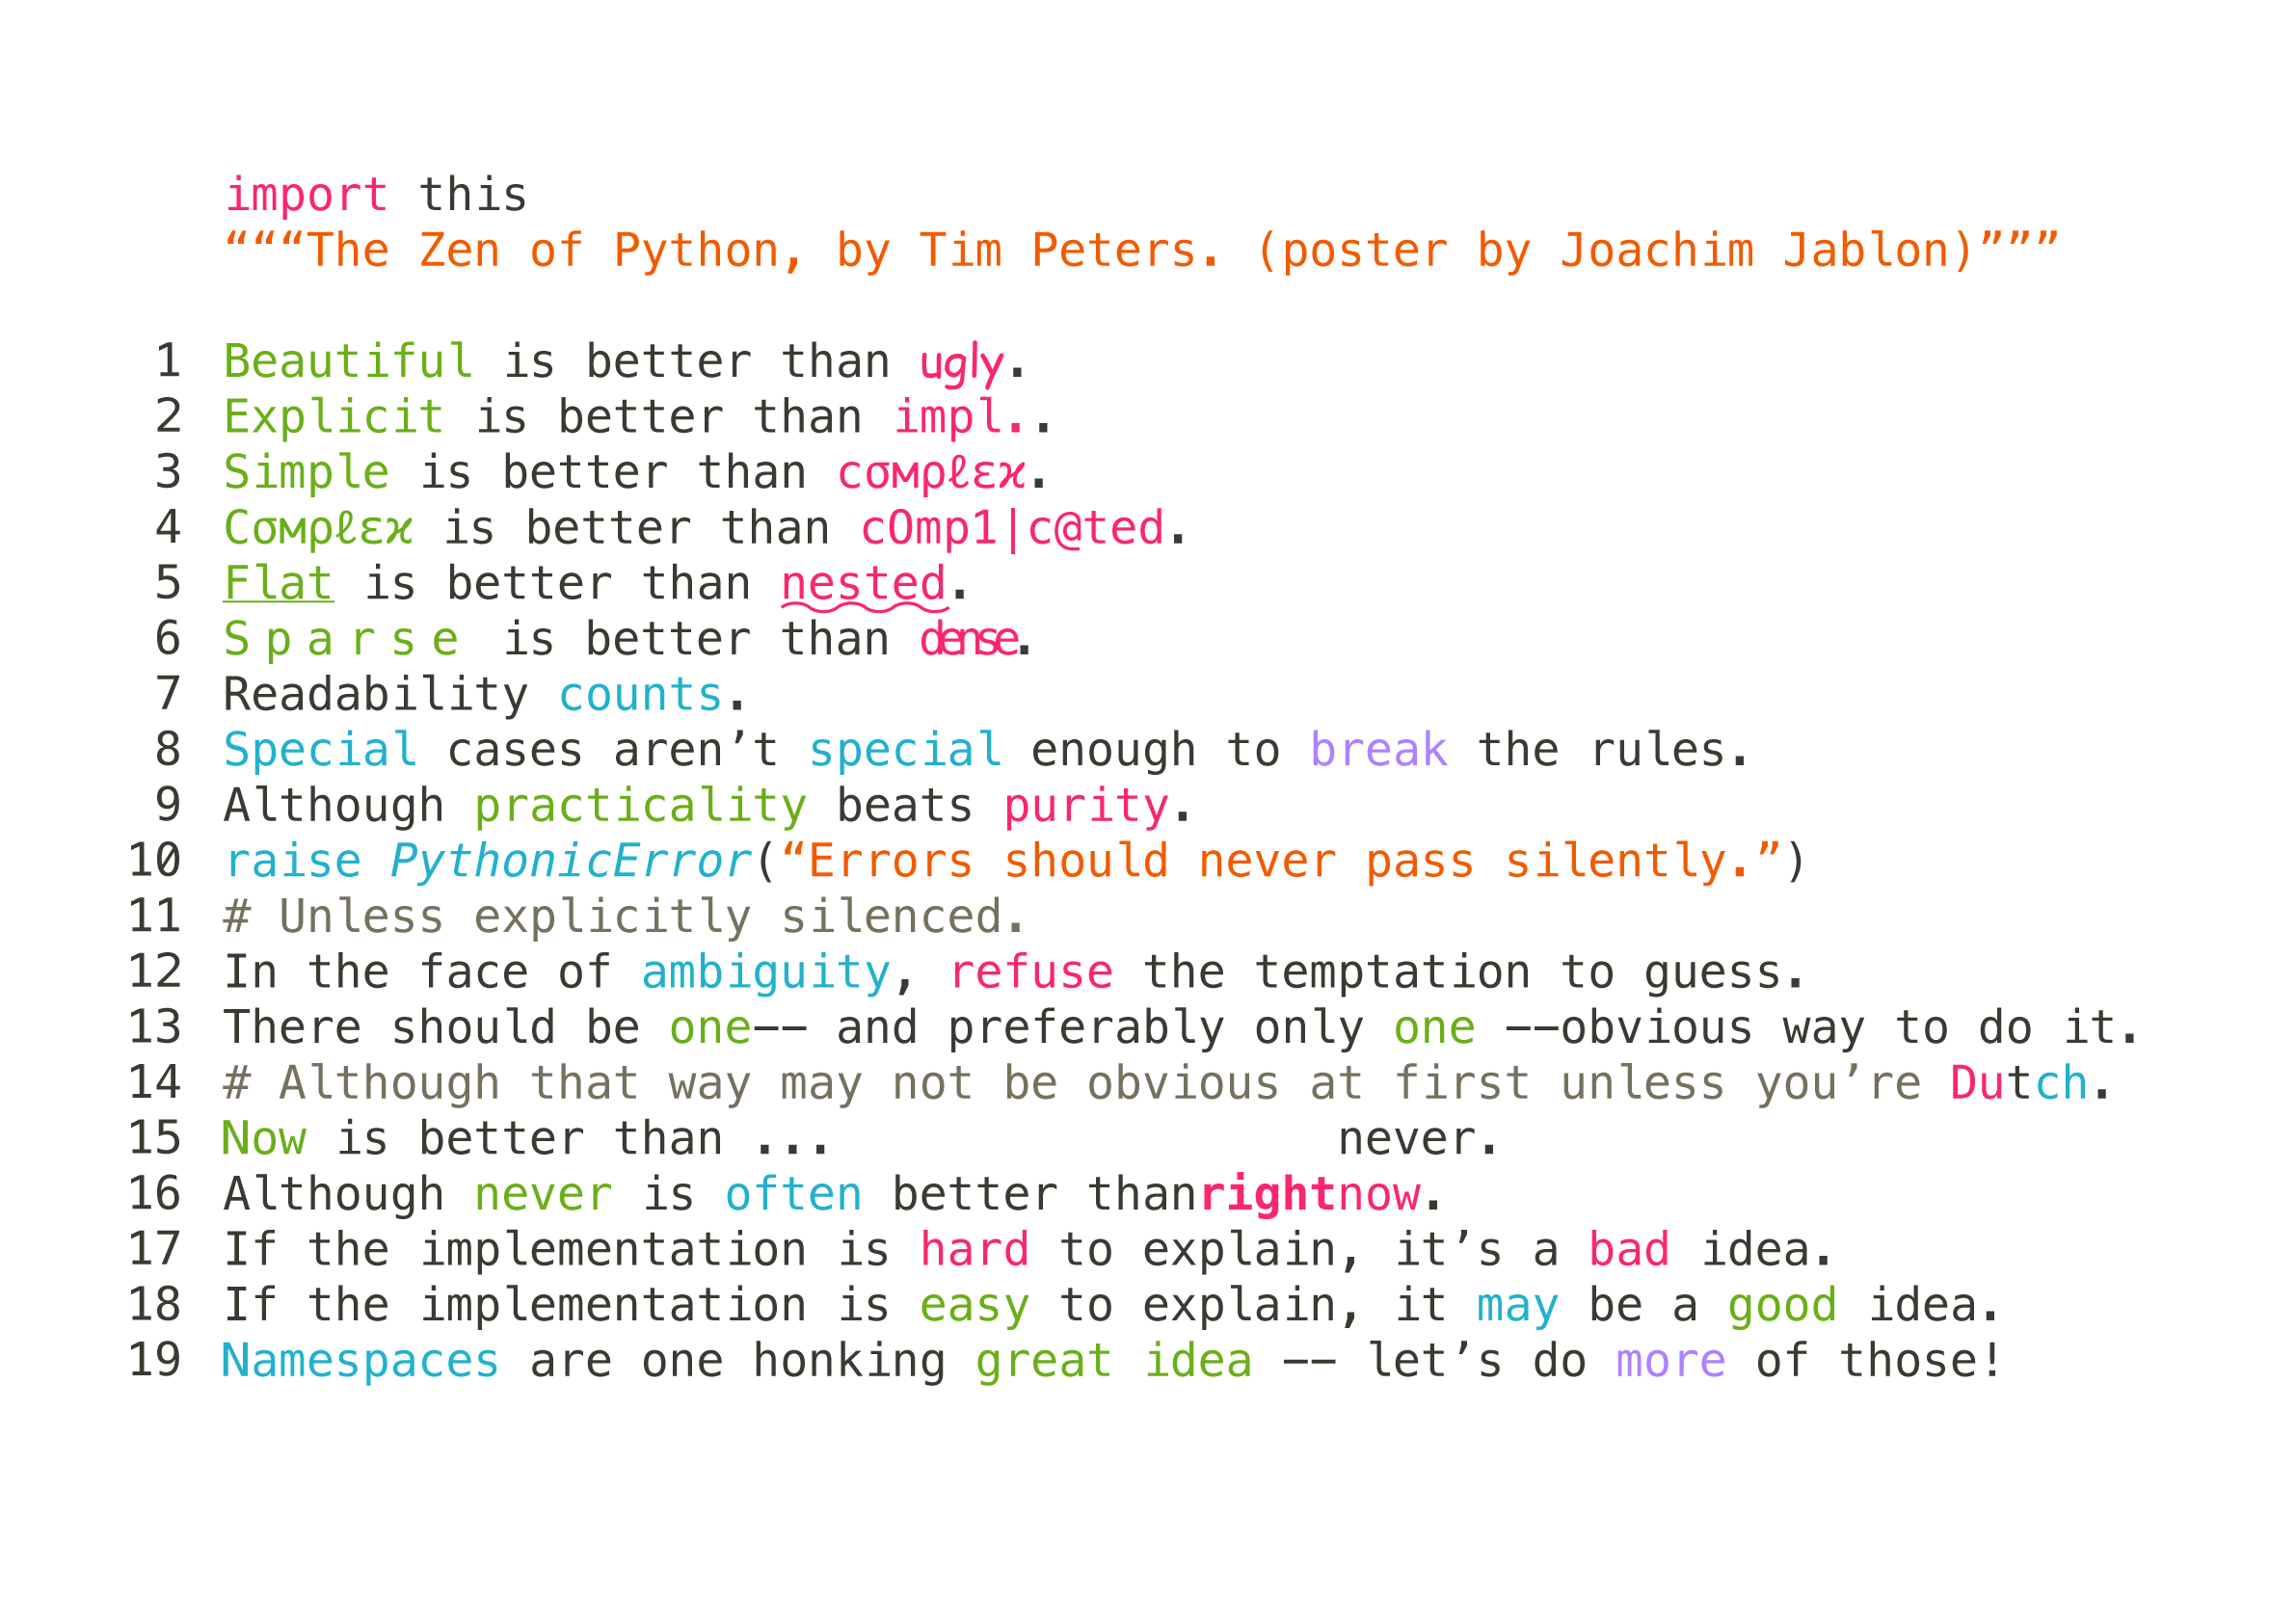 import this
“““The Zen of Python, by Tim Peters. (poster by Joachim Jablon)”””
1 Beautiful is better than ugly.
2 Explicit is better than impl..
3 Simple is better than cσмρℓεϰ.
4 Cσмρℓεϰ is better than cOmp1|c@ted.
5 Flat is better than nested.
6 Sparse is better than dense.
7 Readability counts.
8 Special cases aren’t special enough to break the rules.
9 Although practicality beats purity.
10 raise PythonicError(“Errors should never pass silently.”)
11 # Unless explicitly silenced.
12 In the face of ambiguity, refuse the temptation to guess.
13 There should be one—— and preferably only one ——obvious way to do it.
14 # Although that way may not be obvious at first unless you’re Dutch.
15 Now is better than ... never.
16 Although never is often better thanrightnow.
17 If the implementation is hard to explain, it’s a bad idea.
18 If the implementation is easy to explain, it may be a good idea.
19 Namespaces are one honking great idea —— let’s do more of those!